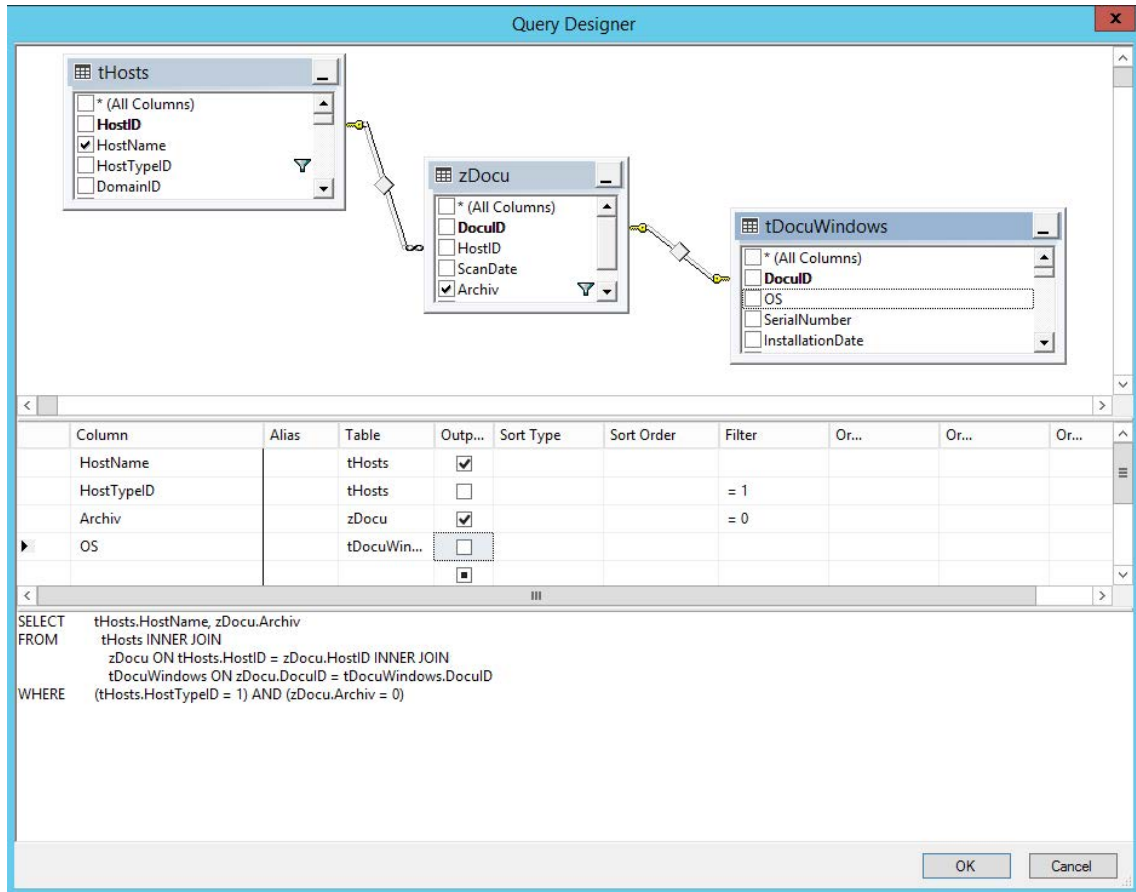 Query Designer
x
tHosts
* (All Columns)
HostID
HostName
HostTypeID
DomainID
zDocu
* (All Columns)
DocuID
HostID
ScanDate
Archiv
tDocuWindows
* (All Columns)
DocuID
OS
SerialNumber
InstallationDate
Column Alias Table Outp... Sort Type Sort Order Filter Or... Or... Or...
HostName tHosts
HostTypeID tHosts = 1
Archiv zDocu = 0
OS tDocuWin...
SELECT tHosts.HostName, zDocu.Archiv
FROM tHosts INNER JOIN
zDocu ON tHosts.HostID = zDocu.HostID INNER JOIN
tDocuWindows ON zDocu.DocuID = tDocuWindows.DocuID
WHERE (tHosts.HostTypeID = 1) AND (zDocu.Archiv = 0)
OK Cancel